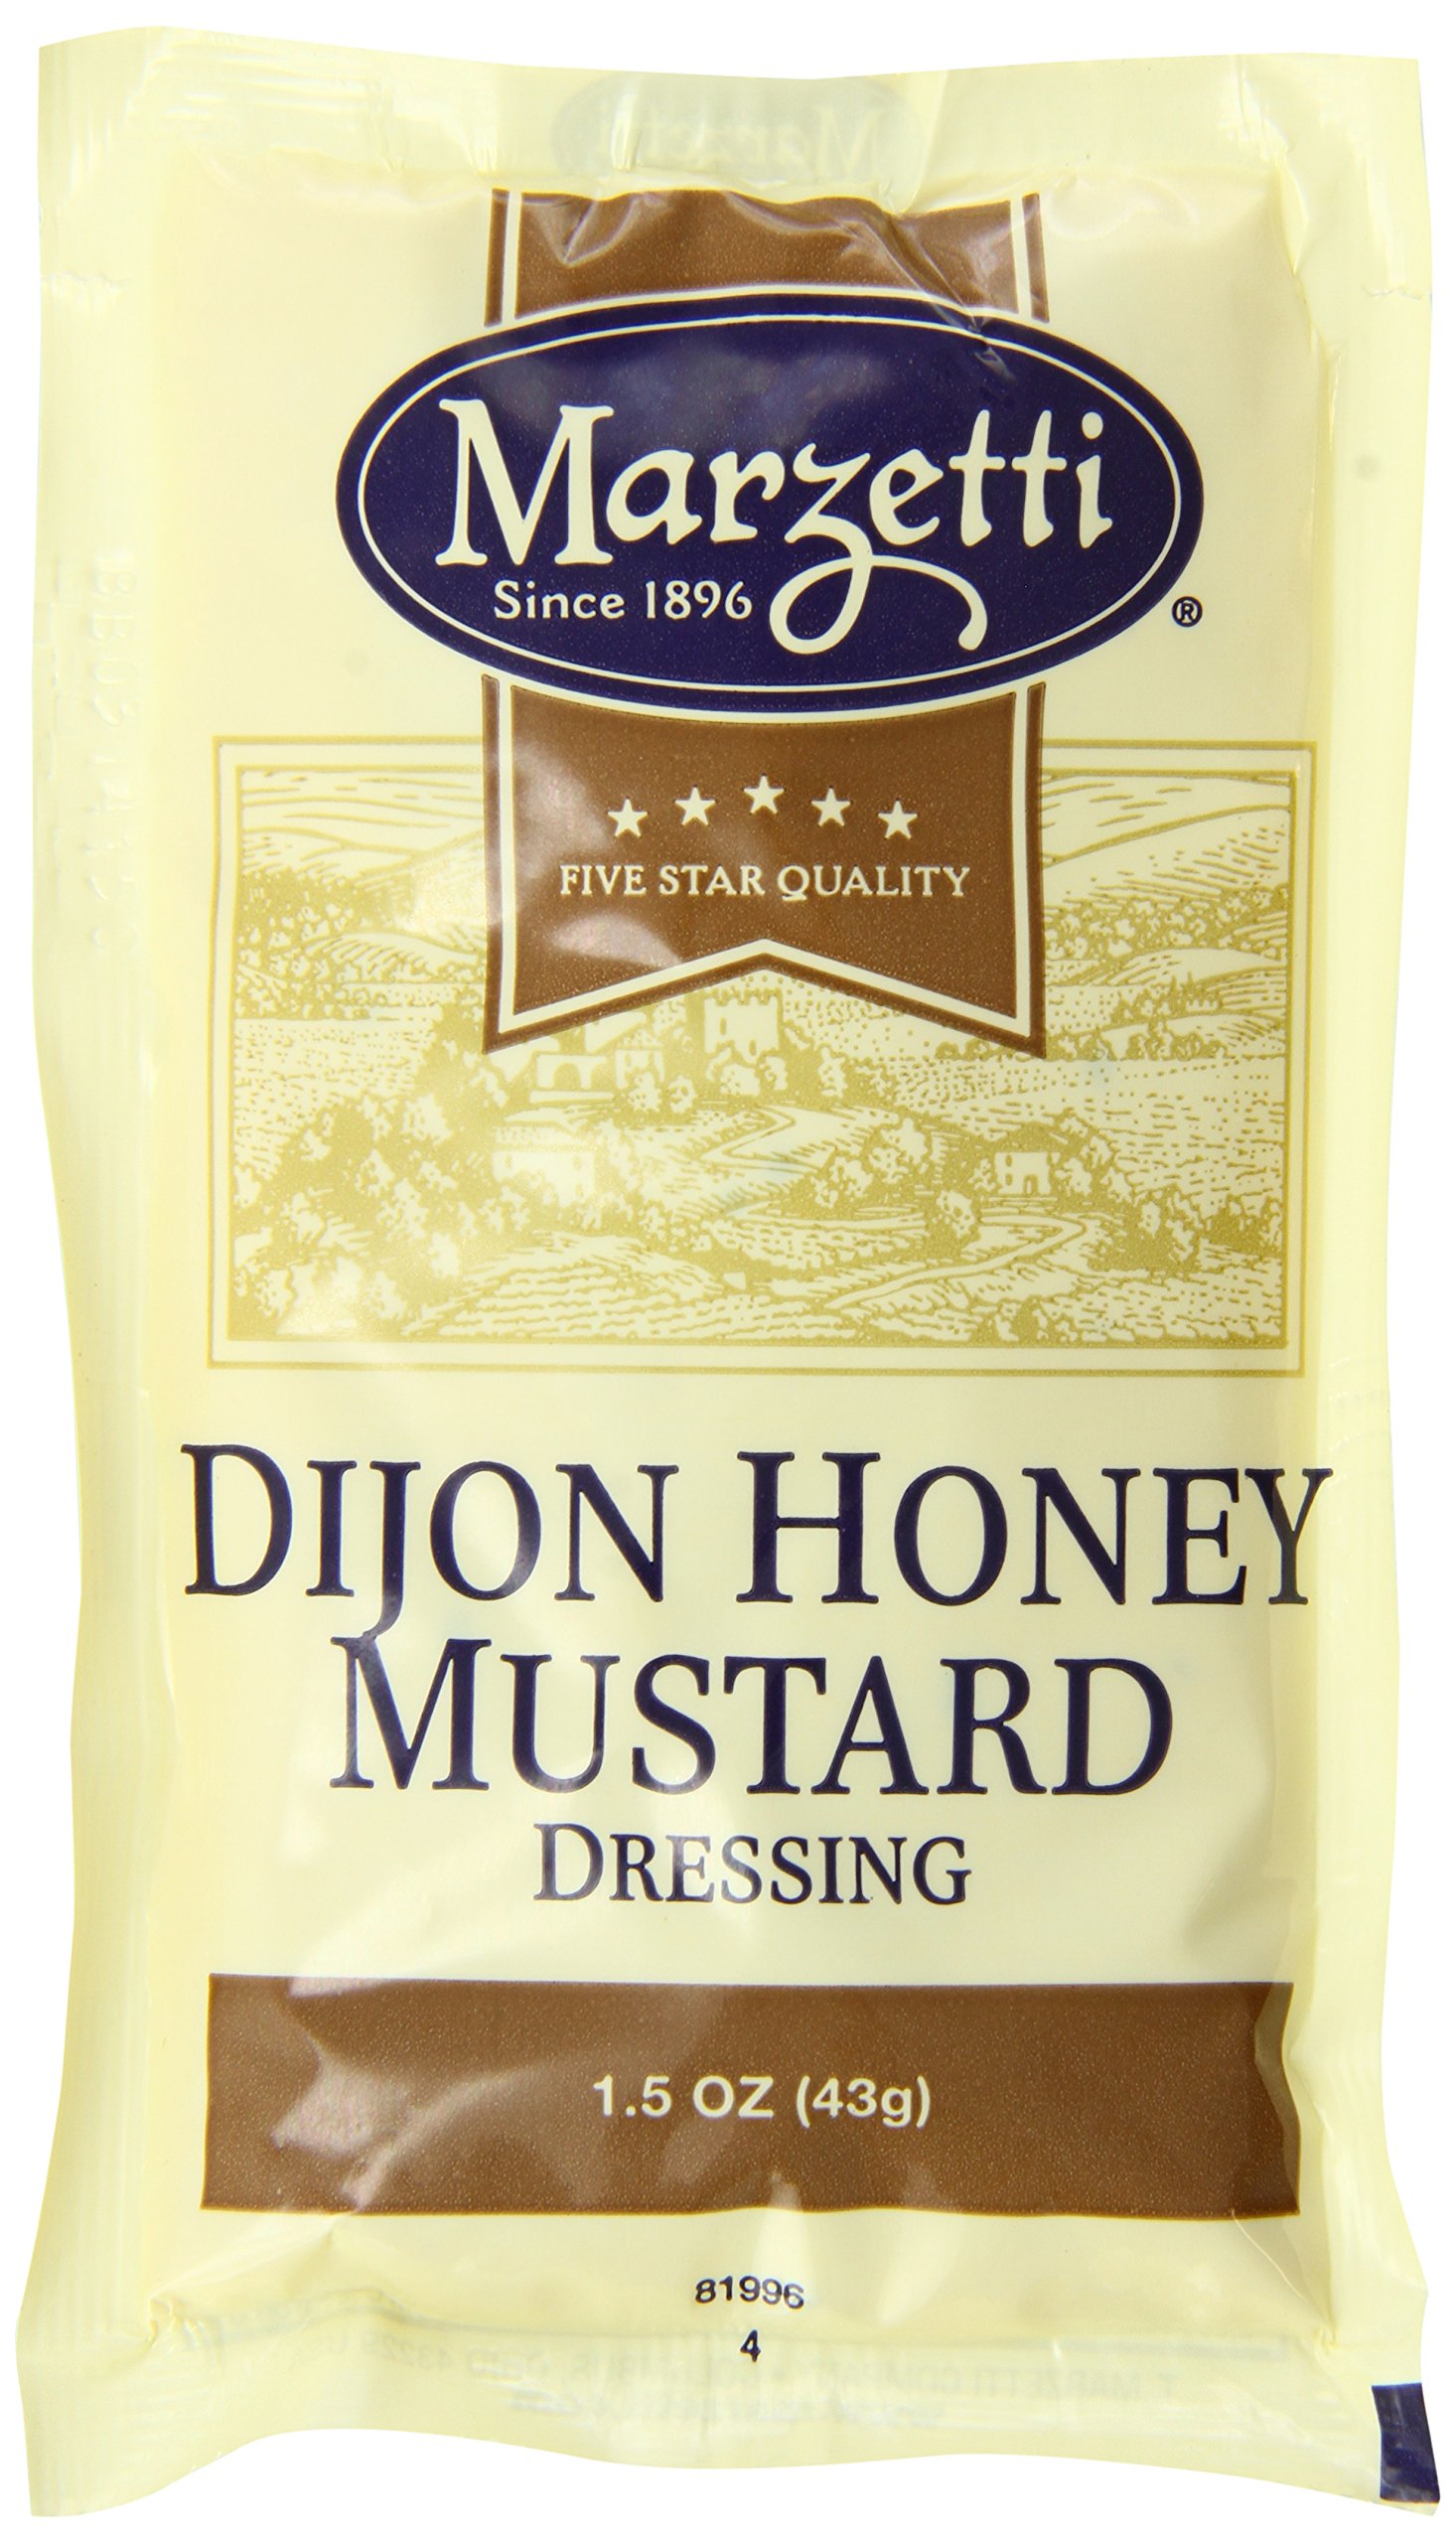 Marzetti
Since 1896
®
FIVE STAR QUALITY
DIJON HONEY
MUSTARD
DRESSING
1.5 OZ (43g)
81996
4